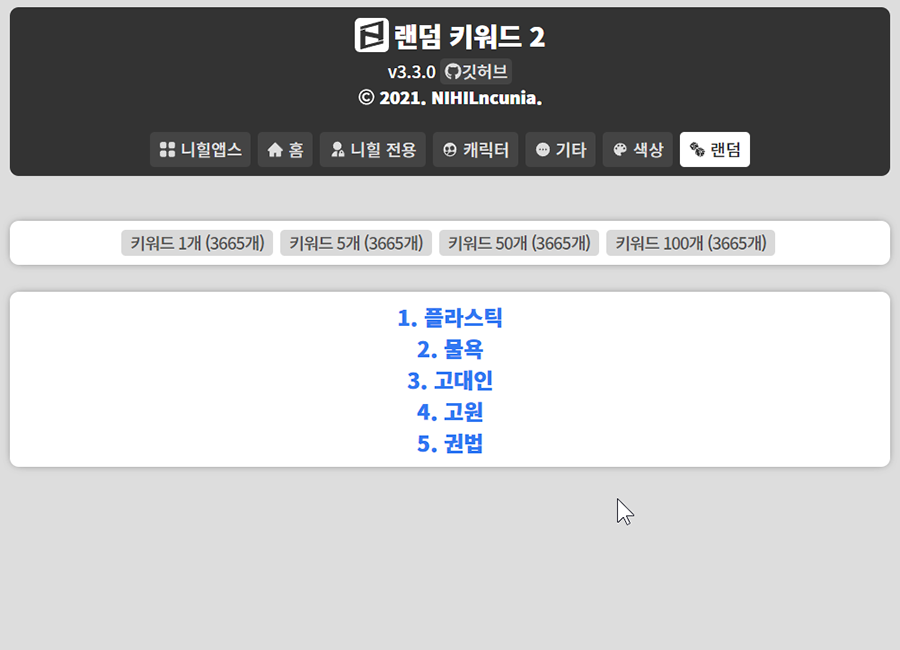 랜덤 키워드 2
v3.3.0 깃허브
© 2021. NIHILncunia.
니힐앱스 홈 니힐 전용 캐릭터 기타 색상 랜덤
키워드 1개 (3665개) 키워드 5개 (3665개) 키워드 50개 (3665개) 키워드 100개 (3665개)
1. 플라스틱
2. 물욕
3. 고대인
4. 고원
5. 권법